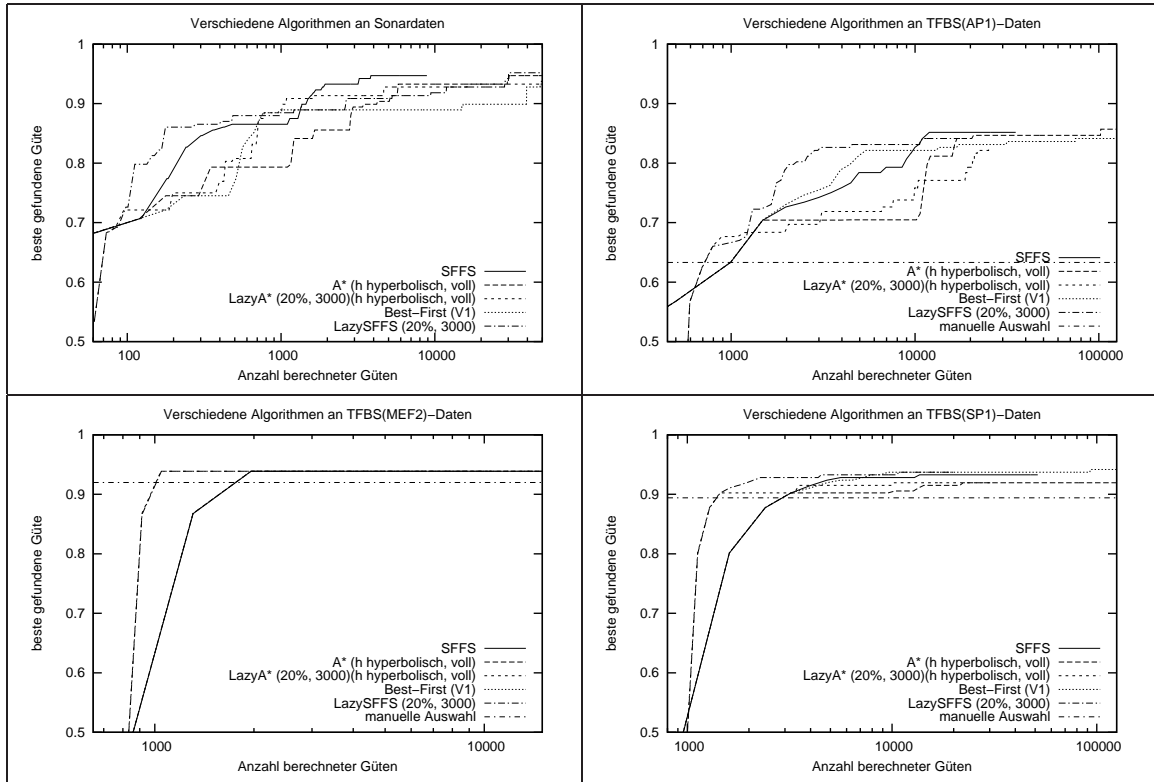 Verschiedene Algorithmen an Sonardaten
beste gefundene Güte
1
0.9
0.8
0.7
0.6
0.5
100
1000
10000
Anzahl berechneter Güten
SFFS
A* (h hyperbolisch, voll)
LazyA* (20%, 3000)(h hyperbolisch, voll)
Best−First (V1)
LazySFFS (20%, 3000)
Verschiedene Algorithmen an TFBS(AP1)−Daten
beste gefundene Güte
1
0.9
0.8
0.7
0.6
0.5
1000
10000
100000
Anzahl berechneter Güten
SFFS
A* (h hyperbolisch, voll)
LazyA* (20%, 3000)(h hyperbolisch, voll)
Best−First (V1)
LazySFFS (20%, 3000)
manuelle Auswahl
Verschiedene Algorithmen an TFBS(MEF2)−Daten
beste gefundene Güte
1
0.9
0.8
0.7
0.6
0.5
1000
10000
Anzahl berechneter Güten
SFFS
A* (h hyperbolisch, voll)
LazyA* (20%, 3000)(h hyperbolisch, voll)
Best−First (V1)
LazySFFS (20%, 3000)
manuelle Auswahl
Verschiedene Algorithmen an TFBS(SP1)−Daten
beste gefundene Güte
1
0.9
0.8
0.7
0.6
0.5
1000
10000
100000
Anzahl berechneter Güten
SFFS
A* (h hyperbolisch, voll)
LazyA* (20%, 3000)(h hyperbolisch, voll)
Best−First (V1)
LazySFFS (20%, 3000)
manuelle Auswahl